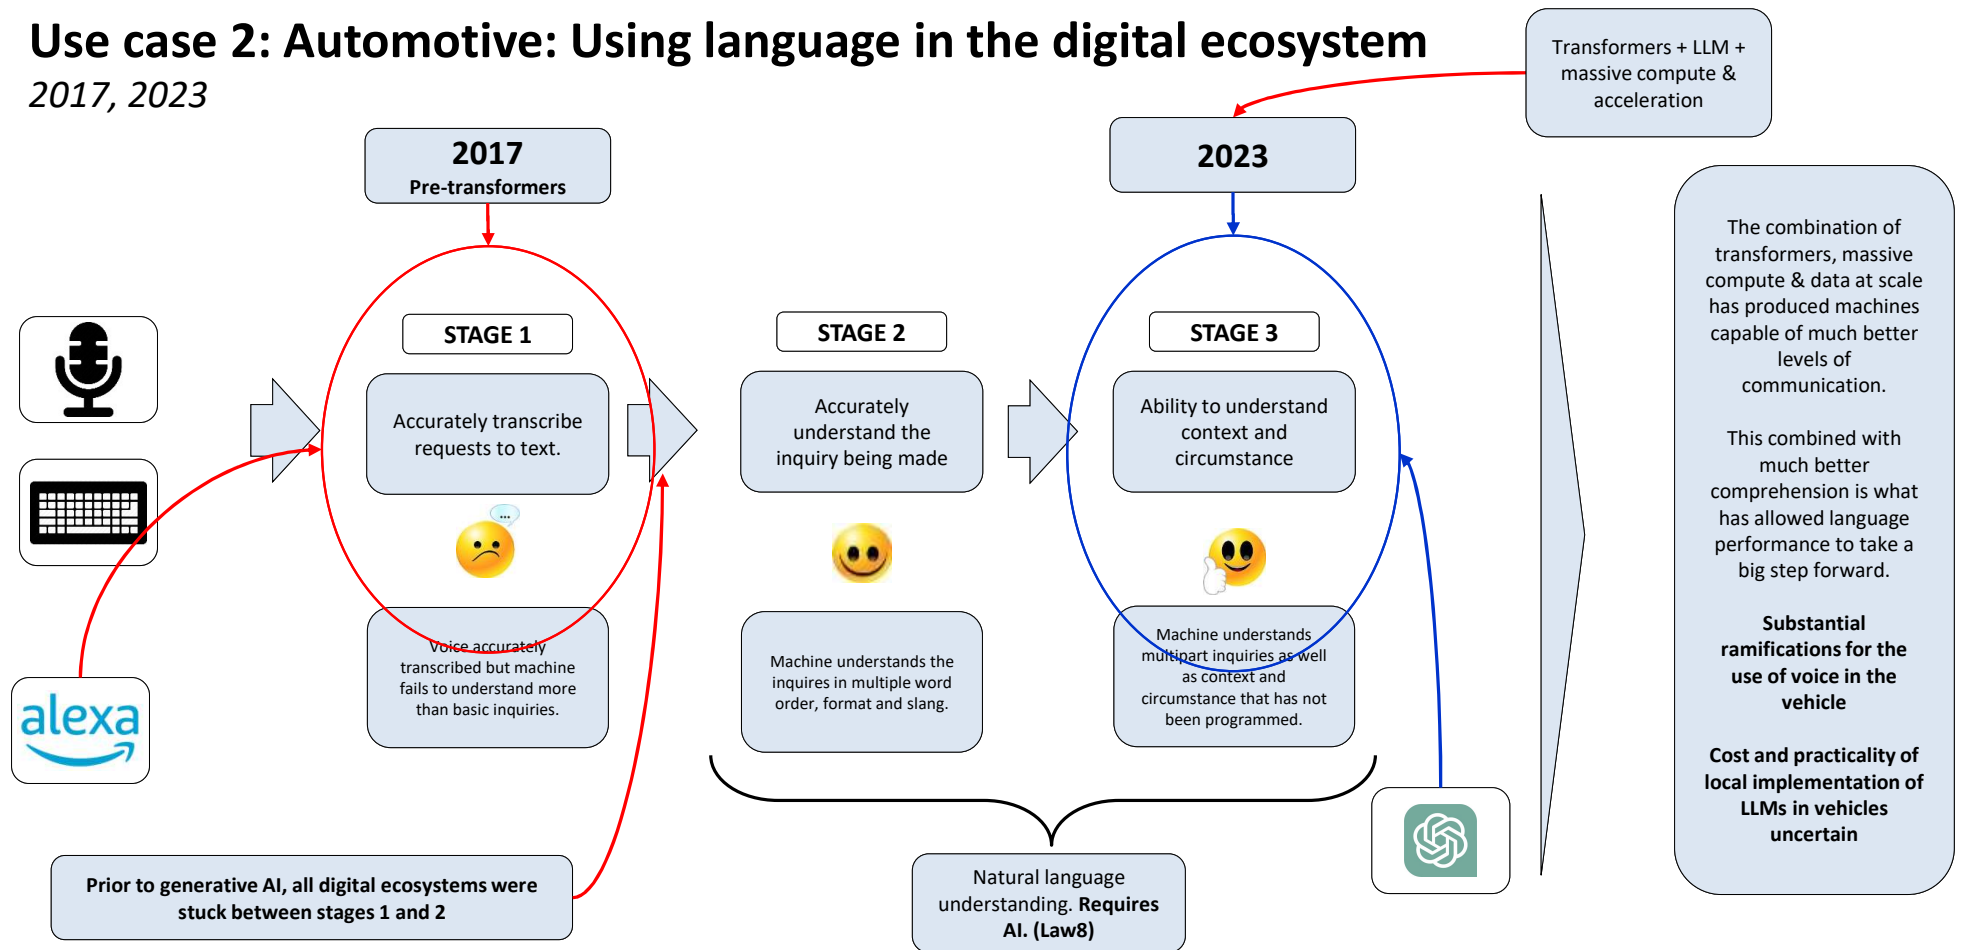 Use case 2: Automotive: Using language in the digital ecosystem
2017, 2023
Transformers + LLM +
massive compute &
acceleration
2017
Pre-transformers
2023
STAGE 1
Accurately transcribe
requests to text.
...
Voice accurately
transcribed but machine
fails to understand more
than basic inquiries.
STAGE 2
Accurately
understand the
inquiry being made
Machine understands the
inquires in multiple word
order, format and slang.
STAGE 3
Ability to understand
context and
circumstance
Machine understands
multipart inquiries as well
as context and
circumstance that has not
been programmed.
alexa
Prior to generative AI, all digital ecosystems were
stuck between stages 1 and 2
Natural language
understanding. Requires
AI. (Law8)
The combination of
transformers, massive
compute & data at scale
has produced machines
capable of much better
levels of
communication.
This combined with
much better
comprehension is what
has allowed language
performance to take a
big step forward.
Substantial
ramifications for the
use of voice in the
vehicle
Cost and practicality of
local implementation of
LLMs in vehicles
uncertain